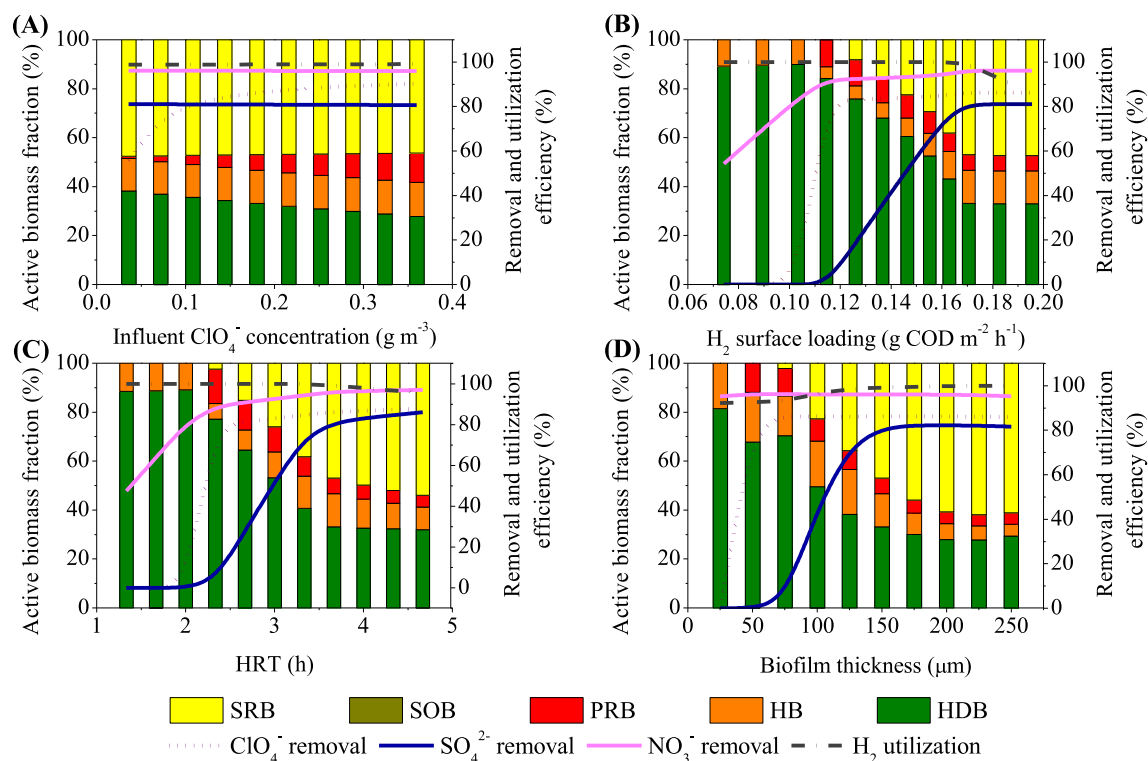 (A)
100
80
60
40
20
0
Active biomass fraction (%)
0.0 0.1 0.2 0.3 0.4
Influent ClO₄⁻ concentration (g m⁻³)
100
80
60
40
20
0
Removal and utilization
efficiency (%)
(B)
100
80
60
40
20
0
Active biomass fraction (%)
0.06 0.08 0.10 0.12 0.14 0.16 0.18 0.20
H₂ surface loading (g COD m⁻² h⁻¹)
100
80
60
40
20
0
Removal and utilization
efficiency (%)
(C)
100
80
60
40
20
0
Active biomass fraction (%)
1 2 3 4 5
HRT (h)
100
80
60
40
20
0
Removal and utilization
efficiency (%)
(D)
100
80
60
40
20
0
Active biomass fraction (%)
0 50 100 150 200 250
Biofilm thickness (μm)
100
80
60
40
20
0
Removal and utilization
efficiency (%)
SRB SOB PRB HB HDB
ClO₄⁻ removal SO₄²⁻ removal NO₃⁻ removal H₂ utilization